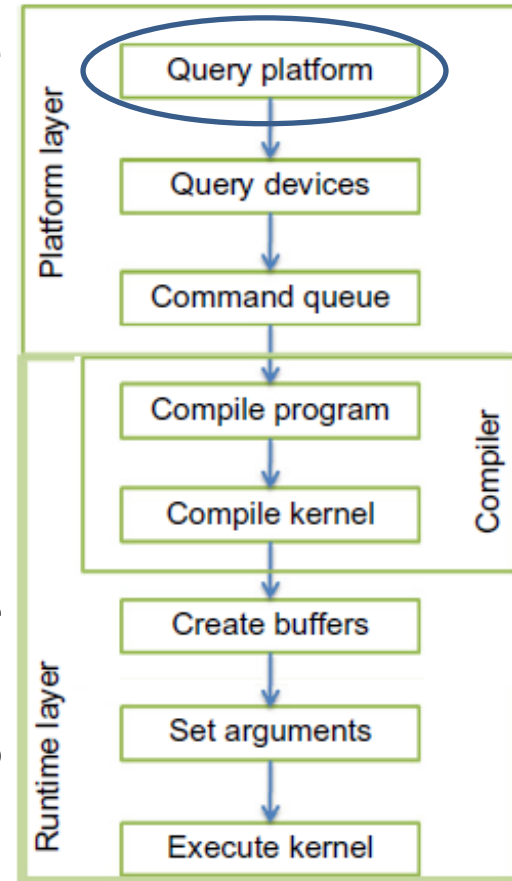 Platform layer
Query platform
Query devices
Command queue
Compile program
Compile kernel
Compiler
Runtime layer
Create buffers
Set arguments
Execute kernel